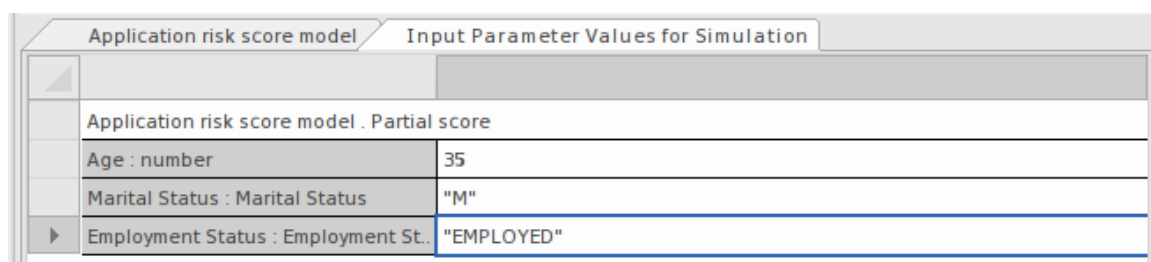 Application risk score model Input Parameter Values for Simulation
Application risk score model . Partial score
Age : number 35
Marital Status : Marital Status "M"
Employment Status : Employment St.. "EMPLOYED"